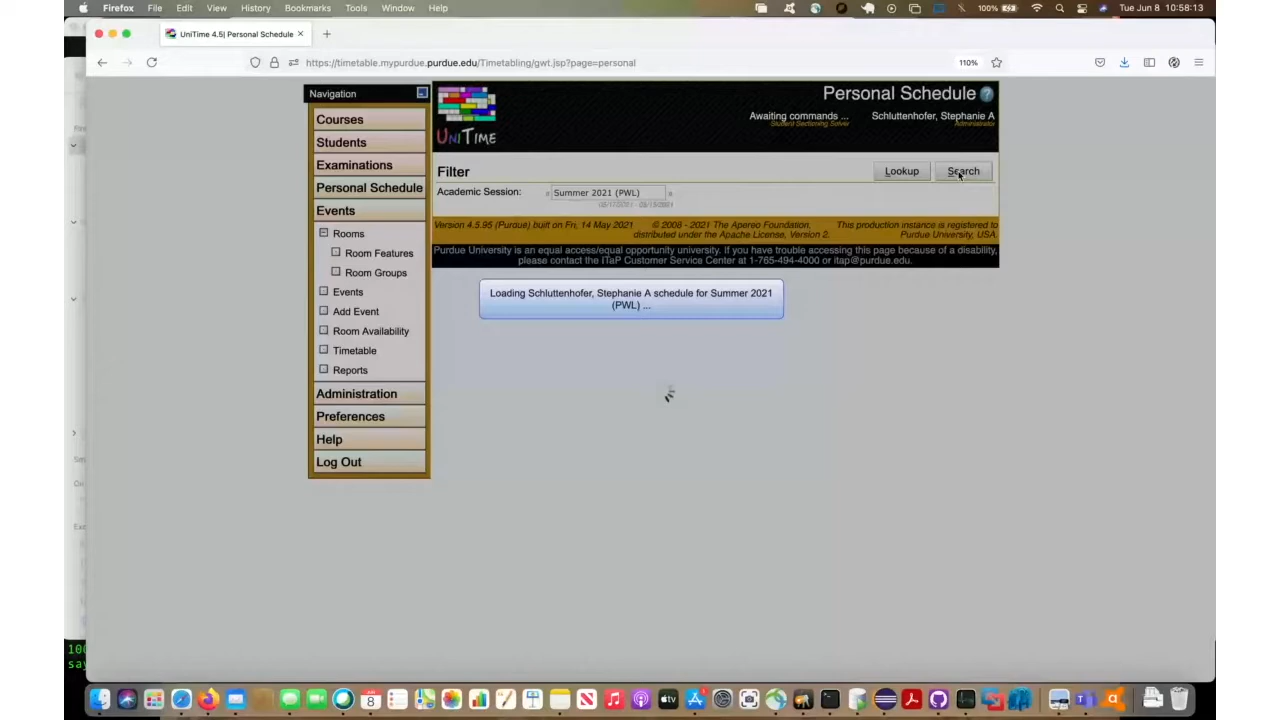 Firefox File Edit View History Bookmarks Tools Window Help 100% Tue Jun 8 10:58:13
UniTime 4.5| Personal Schedule
https://timetable.mypurdue.purdue.edu/Timetabling/gwt.jsp?page=personal 110%
Navigation
Courses
Students
Examinations
Personal Schedule
Events
Rooms
Room Features
Room Groups
Events
Add Event
Room Availability
Timetable
Reports
Administration
Preferences
Help
Log Out
UNITIME
Personal Schedule ?
Awaiting commands ... Schluttenhofer, Stephanie A
Student Sectioning Solver Administrator
Filter Lookup Search
Academic Session: Summer 2021 (PWL)
Version 4.5.95 (Purdue) built on Fri, 14 May 2021 © 2008 - 2021 The Apereo Foundation, This production instance is registered to
distributed under the Apache License, Version 2. Purdue University, USA.
Purdue University is an equal access/equal opportunity university. If you have trouble accessing this page because of a disability,
please contact the ITaP Customer Service Center at 1-765-494-4000 or itap@purdue.edu.
Loading Schluttenhofer, Stephanie A schedule for Summer 2021
(PWL) ...